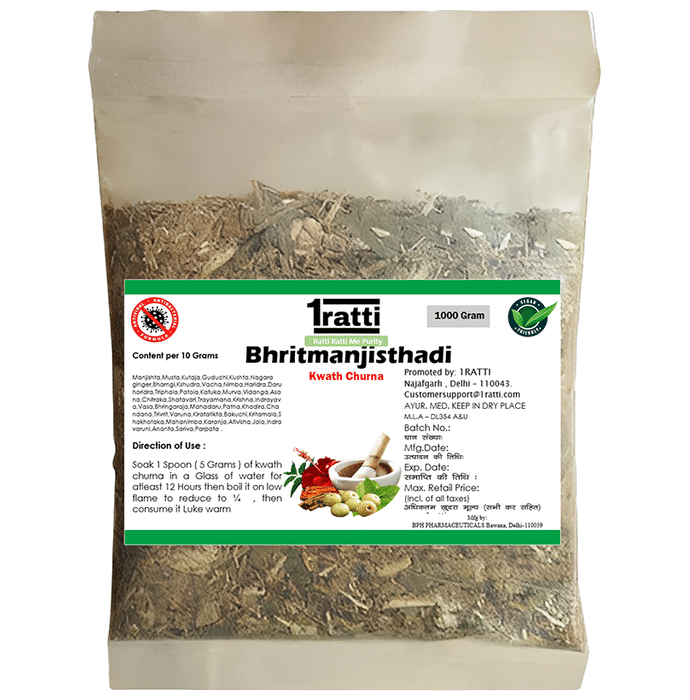 ANTIVIRAL • ANTIBACTERIAL
FORMULA
1ratti
Ratti Ratti Me Purity
1000 Gram
VEGAN
FRIENDLY
Bhritmanjisthadi
Kwath Churna
Content per 10 Grams
Manjishta,Musta,Kutaja,Guduchi,Kushta,Nagara
ginger,Bharngi,Kshudra,Vacha,Nimba,Haridra,Daru
haridra,Triphala,Patola,Katuka,Murva,Vidanga,Asa
na,Chitraka,Shatavari,Trayamana,Krishna,Indrayav
a,Vasa,Bhringaraja,Mahadaru,Patha,Khadira,Cha
ndana,Trivrit,Varuna,Kiratatikta,Bakuchi,Kritamala,S
hakhotaka,Mahanimba,Karanja,Ativisha,Jala,Indra
varuni,Ananta,Sariva,Parpata .
Direction of Use :
Soak 1 Spoon ( 5 Grams ) of kwath
churna in a Glass of water for
atleast 12 Hours then boil it on low
flame to reduce to ¼ , then
consume it Luke warm
Promoted by: 1RATTI
Najafgarh , Delhi - 110043.
Customersupport@1ratti.com
AYUR. MED. KEEP IN DRY PLACE
M.L.A – DL354 A&U
Batch No.:
घान संख्याः
Mfg.Date:
उत्पादन की तिथिः
Exp. Date:
समाप्ति की तिथि :
Max. Retail Price:
(Incl. of all taxes)
अधिकतम खुदरा मूल्य (सभी कर सहित)
Mfg by:
BPH PHARMACEUTICALS Bawana, Delhi-110039